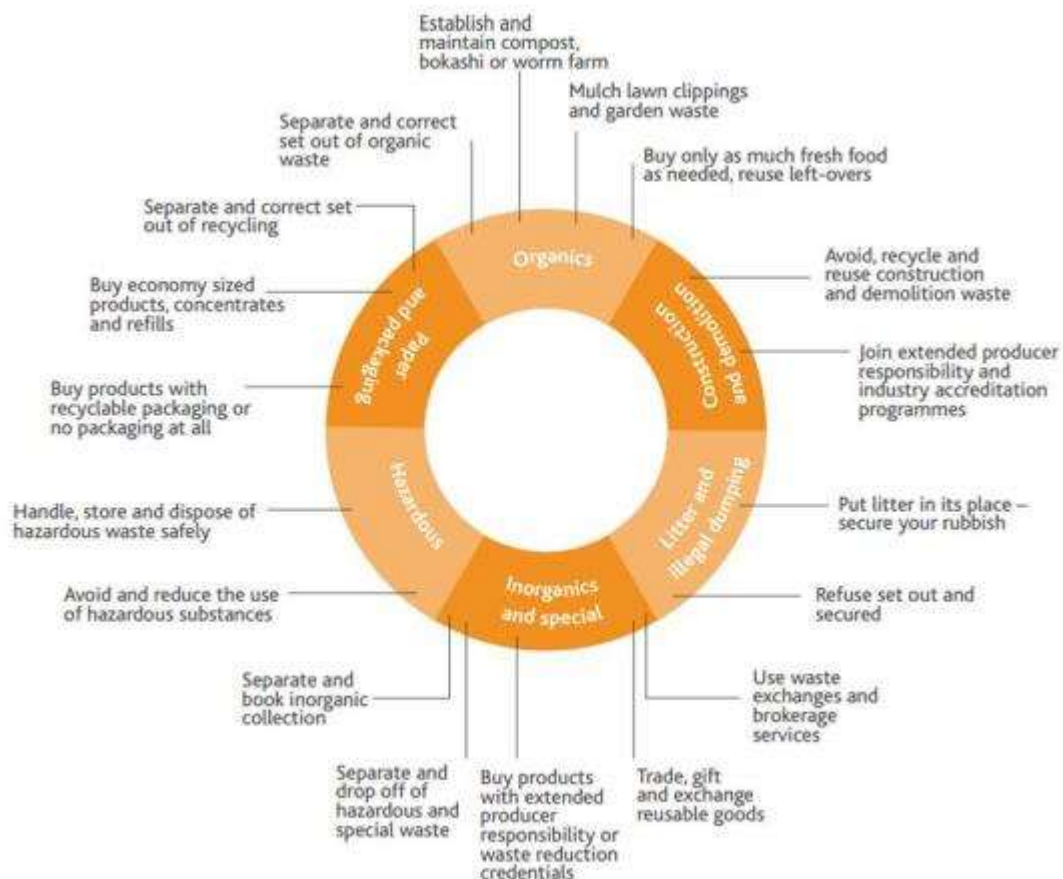 Establish and
maintain compost,
bokashi or worm farm
Mulch lawn clippings
and garden waste
Separate and correct
set out of organic
waste
Buy only as much fresh food
as needed, reuse left-overs
Separate and correct set
out of recycling
Avoid, recycle and
reuse construction
and demolition waste
Buy economy sized
products, concentrates
and refills
Join extended producer
responsibility and
industry accreditation
programmes
Buy products with
recyclable packaging or
no packaging at all
Handle, store and dispose of
hazardous waste safely
Put litter in its place –
secure your rubbish
Avoid and reduce the use
of hazardous substances
Refuse set out and
secured
Separate and
book inorganic
collection
Use waste
exchanges and
brokerage
services
Separate and
drop off of
hazardous and
special waste
Buy products
with extended
producer
responsibility or
waste reduction
credentials
Trade, gift
and exchange
reusable goods
Organics
Construction
and demolition
Litter and
illegal dumping
Inorganics
and special
Hazardous
Paper
and packaging